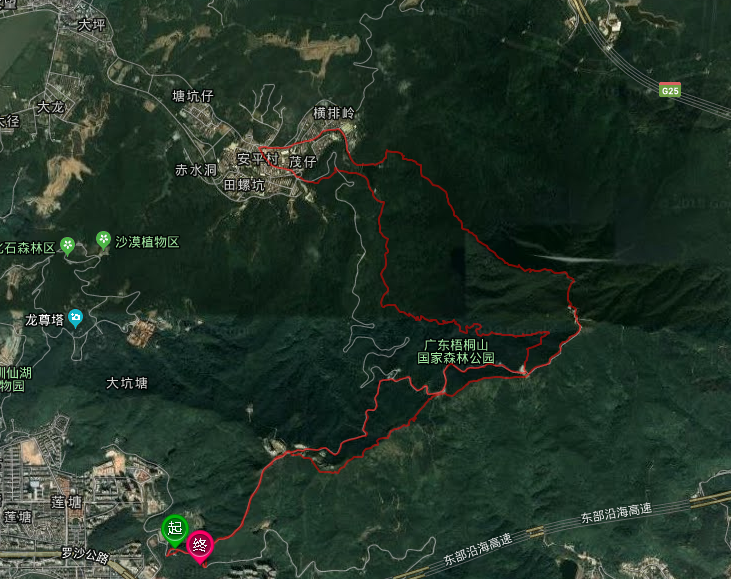 大坪
G25
塘坑仔
大龙
横排岭
大径
安平村
茂仔
赤水洞
田螺坑
化石森林区
沙漠植物区
龙尊塔
广东梧桐山
国家森林公园
圳仙湖
物园
大坑塘
莲塘
莲塘
起
终
东部沿海高速
东部沿海高速
罗沙公路